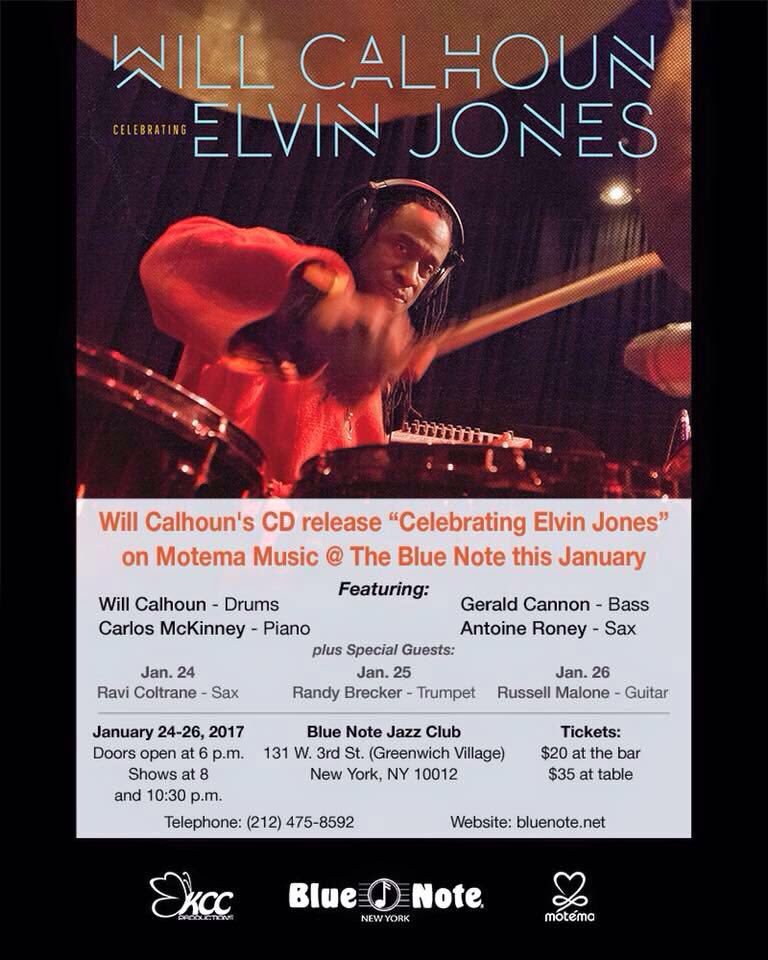 WILL CALHOUN
CELEBRATING
ELVIN JONES
Will Calhoun's CD release “Celebrating Elvin Jones”
on Motema Music @ The Blue Note this January
Featuring:
Will Calhoun - Drums
Gerald Cannon - Bass
Carlos McKinney - Piano
Antoine Roney - Sax
plus Special Guests:
Jan. 24
Ravi Coltrane - Sax
Jan. 25
Randy Brecker - Trumpet
Jan. 26
Russell Malone - Guitar
January 24-26, 2017
Doors open at 6 p.m.
Shows at 8
and 10:30 p.m.
Blue Note Jazz Club
131 W. 3rd St. (Greenwich Village)
New York, NY 10012
Tickets:
$20 at the bar
$35 at table
Telephone: (212) 475-8592
Website: bluenote.net
KCC
PRODUCTIONS
Blue Note
NEW YORK
motéma